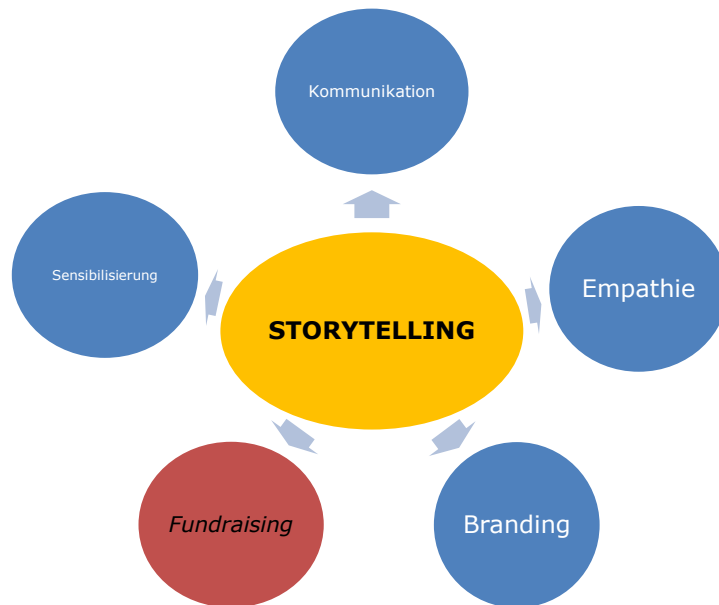 Kommunikation
Sensibilisierung
Empathie
STORYTELLING
Fundraising
Branding